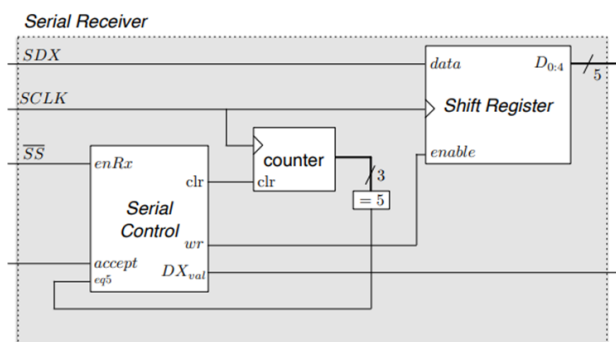 Serial Receiver
SDX
SCLK
SS
enRx
clr
Serial
Control
wr
accept
DXval
eq5
counter
clr
3
= 5
data
D0:4
5
Shift Register
enable